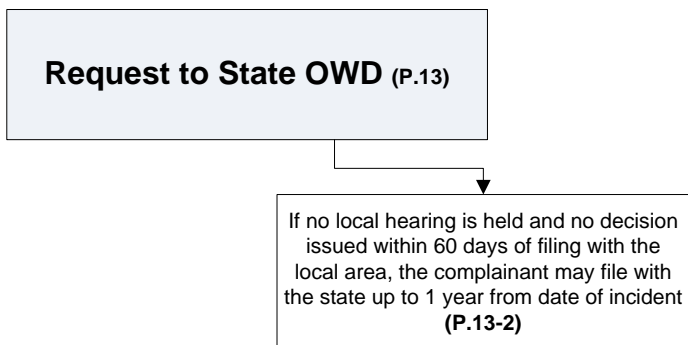 Request to State OWD (P.13)
If no local hearing is held and no decision
issued within 60 days of filing with the
local area, the complainant may file with
the state up to 1 year from date of incident
(P.13-2)